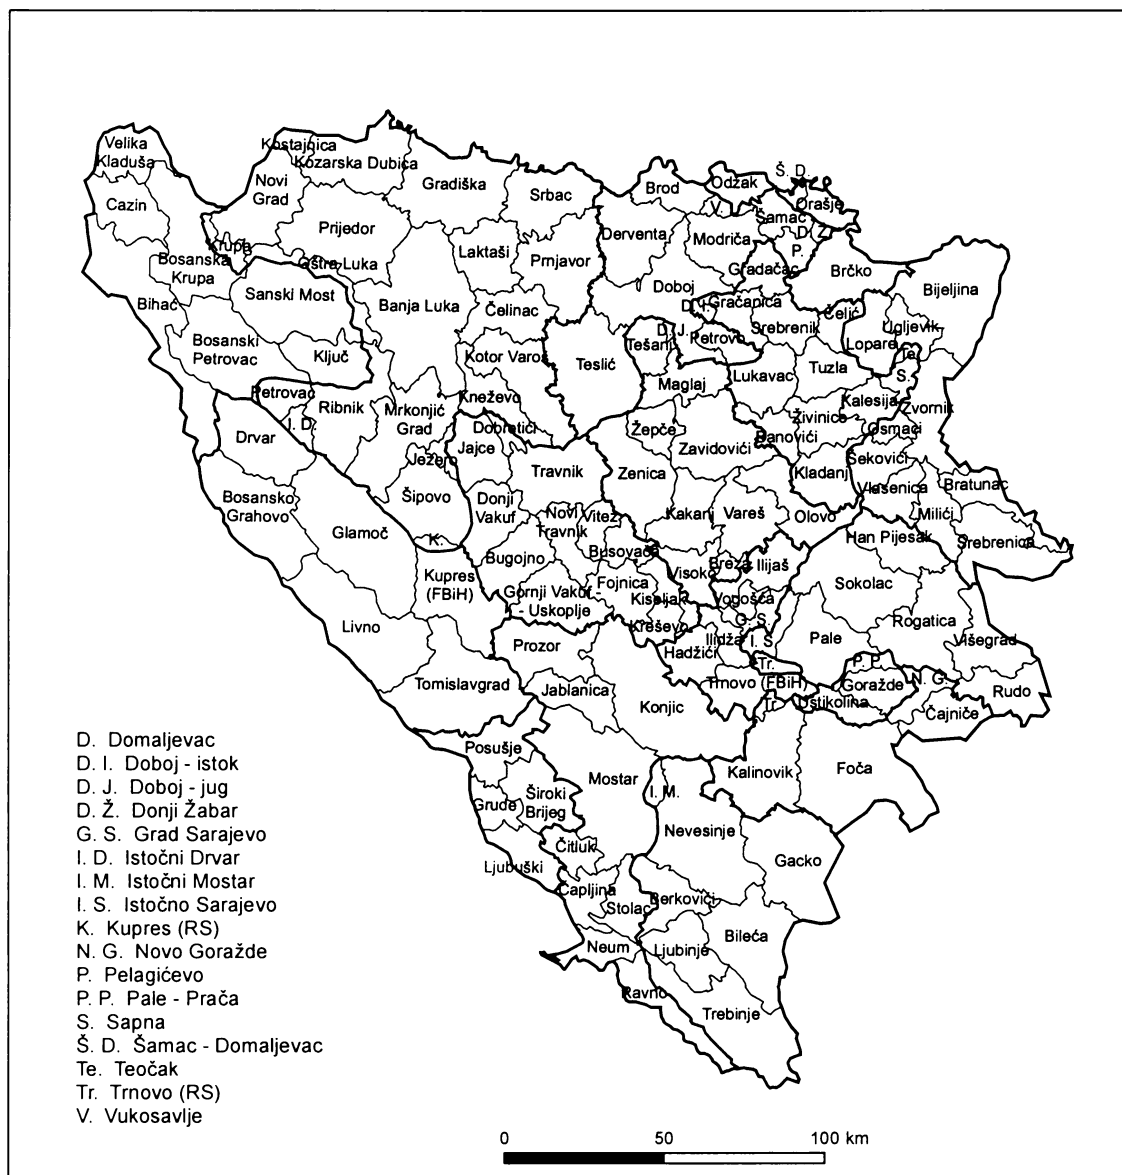 Velika
Kladuša
Kostajnica
Kozarska Dubica
Novi
Grad
Gradiška
Srbac
Brod
Odžak
Š. D.
Orašje
Cazin
V.
Šamac
D. Ž.
Prijedor
Derventa
Modriča
P.
Krupa
Laktaši
Prnjavor
Gradačac
Brčko
Bosanska
Krupa
Oštra Luka
Doboj
Bijeljina
Sanski Most
Bihać
Banja Luka
Čelinac
D. I.
Gračanica
Čelić
Bosanski
Petrovac
Ključ
Kotor Varoš
Teslić
Tešanj
D. J.
Petrovo
Srebrenik
Lopare
Ugljevik
Te.
Tuzla
S.
Maglaj
Lukavac
Petrovac
Ribnik
Mrkonjić
Grad
Kneževo
Kalesija
Zvornik
I. D.
Dobretići
Žepče
Živinice
Osmaci
Drvar
Jajce
Zavidovići
Banovići
Jezero
Travnik
Zenica
Kladanj
Šekovići
Šipovo
Vlasenica
Bratunac
Bosansko
Grahovo
Donji
Vakuf
Novi
Travnik
Vitez
Kakanj
Vareš
Olovo
Milići
Glamoč
K.
Han Pijesak
Srebrenica
Bugojno
Busovača
Breza
Ilijaš
Kupres
(FBiH)
Fojnica
Visoko
Sokolac
Gornji Vakuf -
- Uskoplje
Kiseljak
Vogošća
Kreševo
G. S.
Rogatica
Livno
Ilidža
I. S.
Pale
Višegrad
Prozor
Hadžići
Tr.
P. P.
Tomislavgrad
Jablanica
Trnovo (FBiH)
Goražde
N. G.
Rudo
Konjic
Tr.
Ustikolina
Čajniče
Posušje
Mostar
Kalinovik
Foča
Grude
Široki
Brijeg
I. M.
Nevesinje
Čitluk
Gacko
Ljubuški
Čapljina
Stolac
Berkovići
Neum
Ljubinje
Bileća
Ravno
Trebinje
D. Domaljevac
D. I. Doboj - istok
D. J. Doboj - jug
D. Ž. Donji Žabar
G. S. Grad Sarajevo
I. D. Istočni Drvar
I. M. Istočni Mostar
I. S. Istočno Sarajevo
K. Kupres (RS)
N. G. Novo Goražde
P. Pelagićevo
P. P. Pale - Prača
S. Sapna
Š. D. Šamac - Domaljevac
Te. Teočak
Tr. Trnovo (RS)
V. Vukosavlje
0 50 100 km